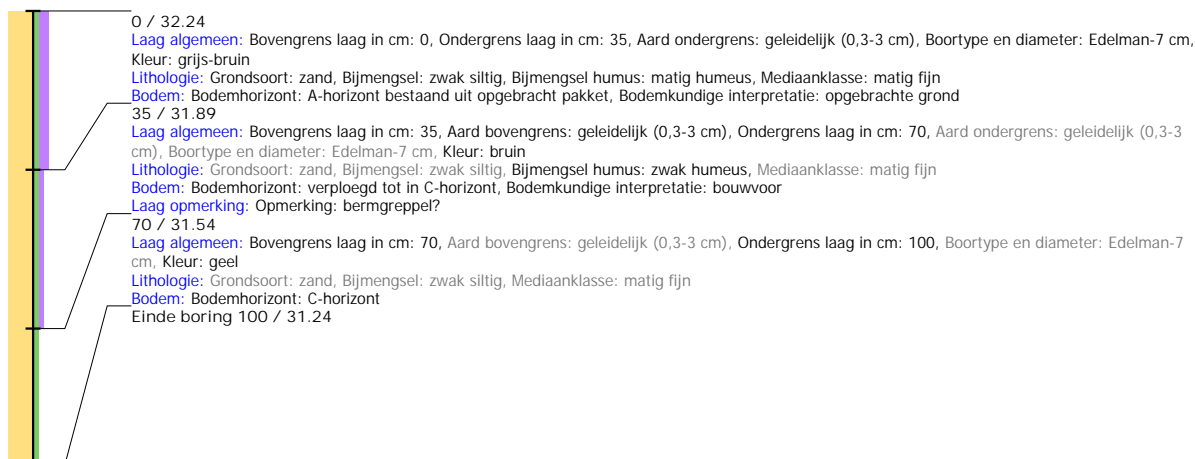 0 / 32.24
Laag algemeen: Bovengrens laag in cm: 0, Ondergrens laag in cm: 35, Aard ondergrens: geleidelijk (0,3-3 cm), Boortype en diameter: Edelman-7 cm,
Kleur: grijs-bruin
Lithologie: Grondsoort: zand, Bijmengsel: zwak siltig, Bijmengsel humus: matig humeus, Mediaanklasse: matig fijn
Bodem: Bodemhorizont: A-horizont bestaand uit opgebracht pakket, Bodemkundige interpretatie: opgebrachte grond
35 / 31.89
Laag algemeen: Bovengrens laag in cm: 35, Aard bovengrens: geleidelijk (0,3-3 cm), Ondergrens laag in cm: 70, Aard ondergrens: geleidelijk (0,3-3
cm), Boortype en diameter: Edelman-7 cm, Kleur: bruin
Lithologie: Grondsoort: zand, Bijmengsel: zwak siltig, Bijmengsel humus: zwak humeus, Mediaanklasse: matig fijn
Bodem: Bodemhorizont: verploegd tot in C-horizont, Bodemkundige interpretatie: bouwvoor
Laag opmerking: Opmerking: bermgreppel?
70 / 31.54
Laag algemeen: Bovengrens laag in cm: 70, Aard bovengrens: geleidelijk (0,3-3 cm), Ondergrens laag in cm: 100, Boortype en diameter: Edelman-7
cm, Kleur: geel
Lithologie: Grondsoort: zand, Bijmengsel: zwak siltig, Mediaanklasse: matig fijn
Bodem: Bodemhorizont: C-horizont
Einde boring 100 / 31.24